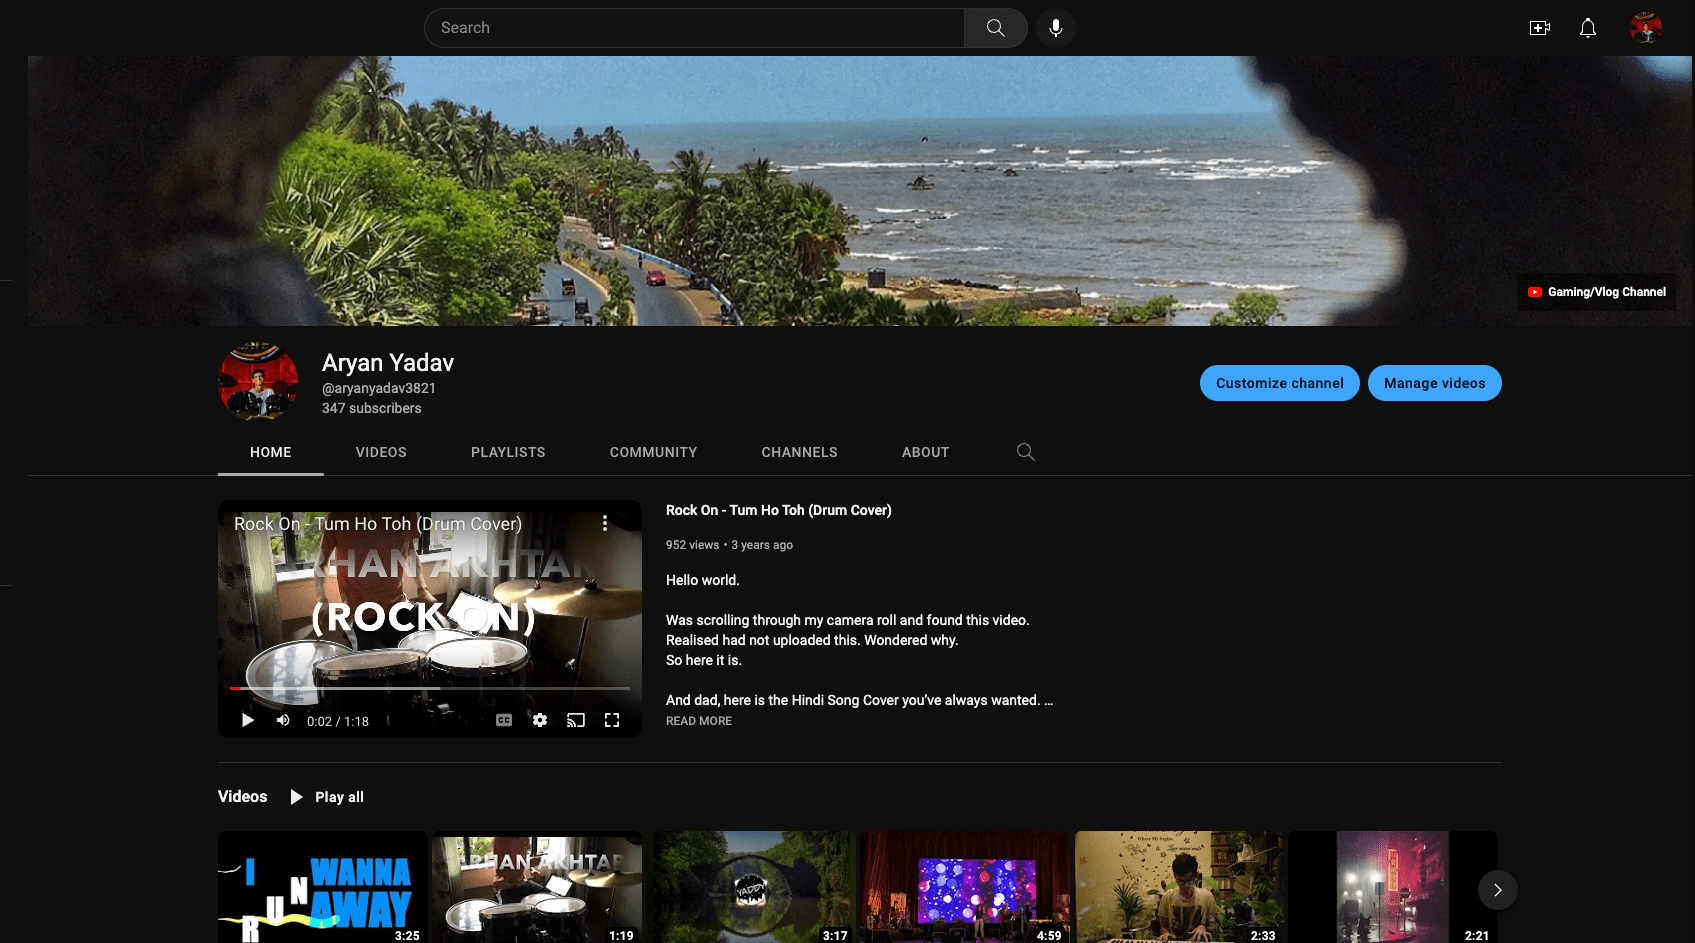 Search
Gaming/Vlog Channel
Aryan Yadav
@aryanyadav3821
347 subscribers
Customize channel
Manage videos
HOME
VIDEOS
PLAYLISTS
COMMUNITY
CHANNELS
ABOUT
Rock On - Tum Ho Toh (Drum Cover)
ARHAN AKHTAR
(ROCK ON)
0:02 / 1:18
CC
Rock On - Tum Ho Toh (Drum Cover)
952 views • 3 years ago
Hello world.
Was scrolling through my camera roll and found this video.
Realised had not uploaded this. Wondered why.
So here it is.
And dad, here is the Hindi Song Cover you’ve always wanted. ...
READ MORE
Videos
Play all
I WANNA
RUN AWAY
3:25
ARHAN AKHTAR
1:19
YADDY
3:17
4:59
2:33
2:21